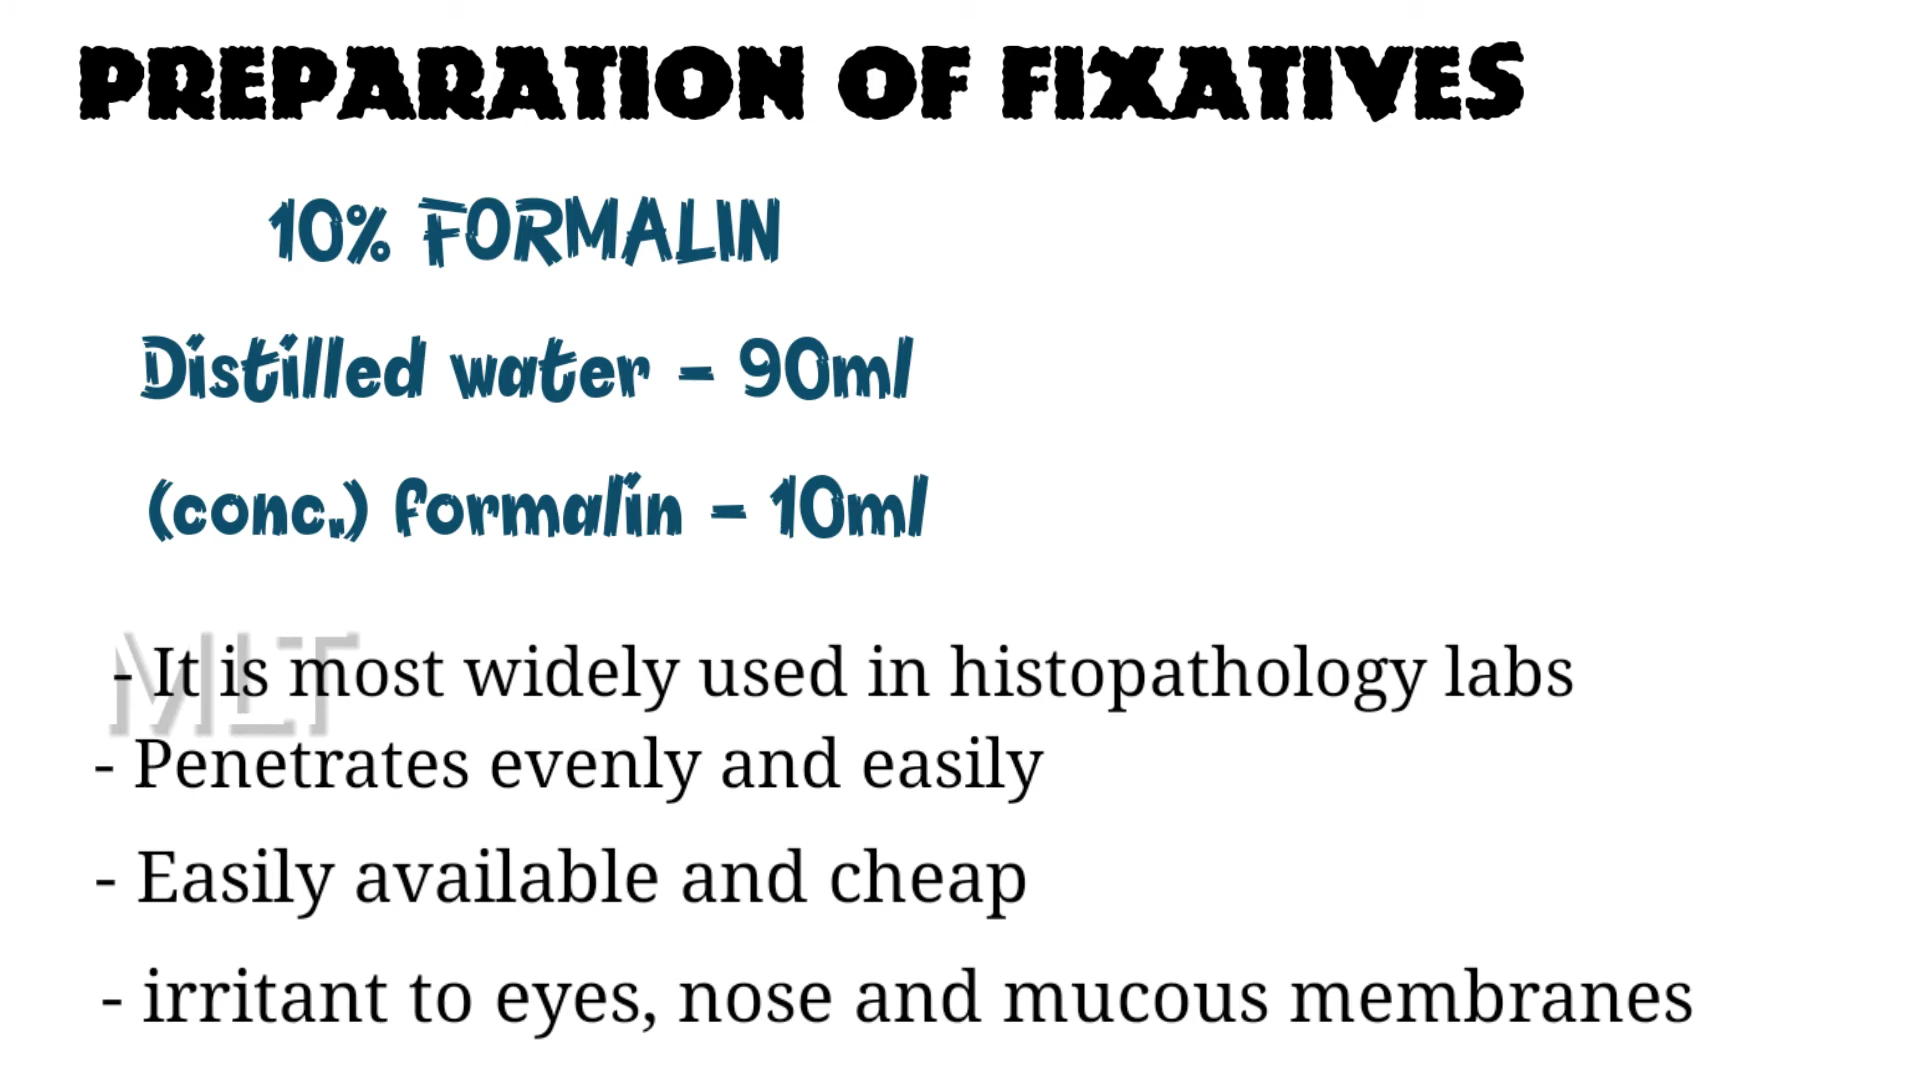 PREPARATION OF FIXATIVES
10% FORMALIN
Distilled water - 90ml
(conc.) formalin - 10ml
MLT
- It is most widely used in histopathology labs
- Penetrates evenly and easily
- Easily available and cheap
- irritant to eyes, nose and mucous membranes